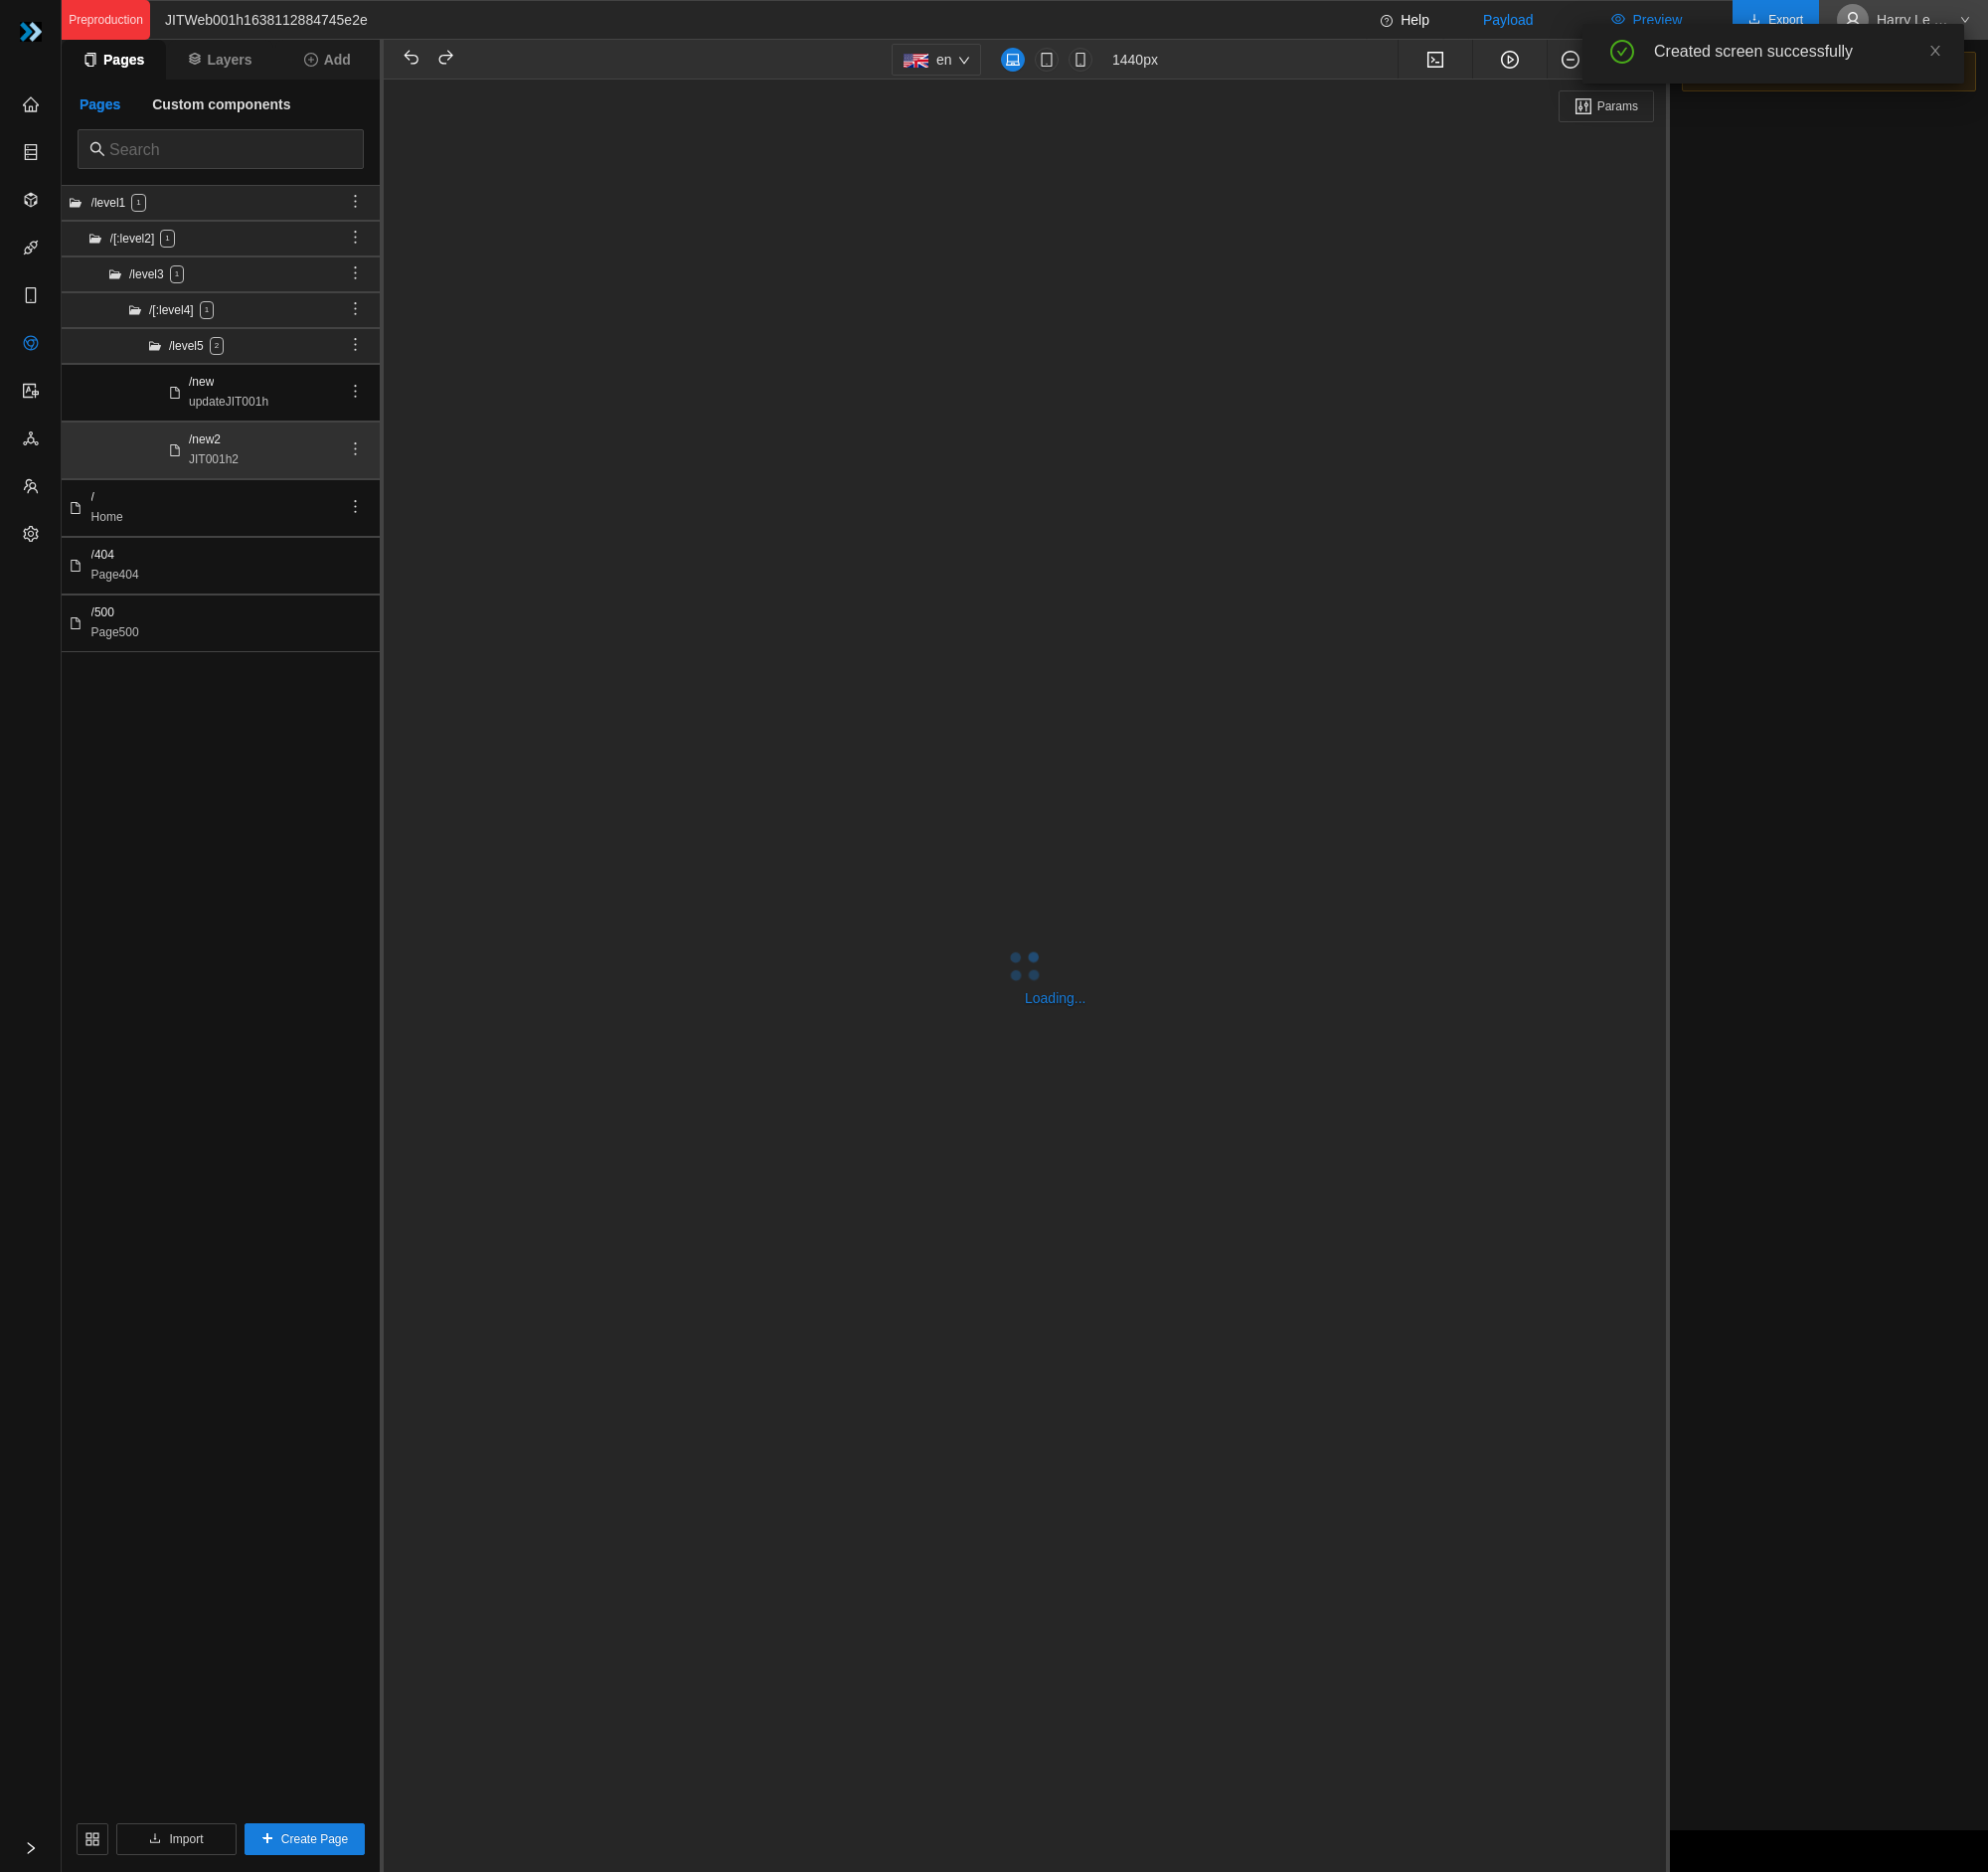 Preproduction
JITWeb001h1638112884745e2e
Help
Payload
Preview
Export
Harry Le ...
Created screen successfully
Pages
Layers
Add
en
1440px
Params
Pages
Custom components
Search
/level1 1
/[:level2] 1
/level3 1
/[:level4] 1
/level5 2
/new
updateJIT001h
/new2
JIT001h2
/
Home
/404
Page404
/500
Page500
Loading...
Import
Create Page